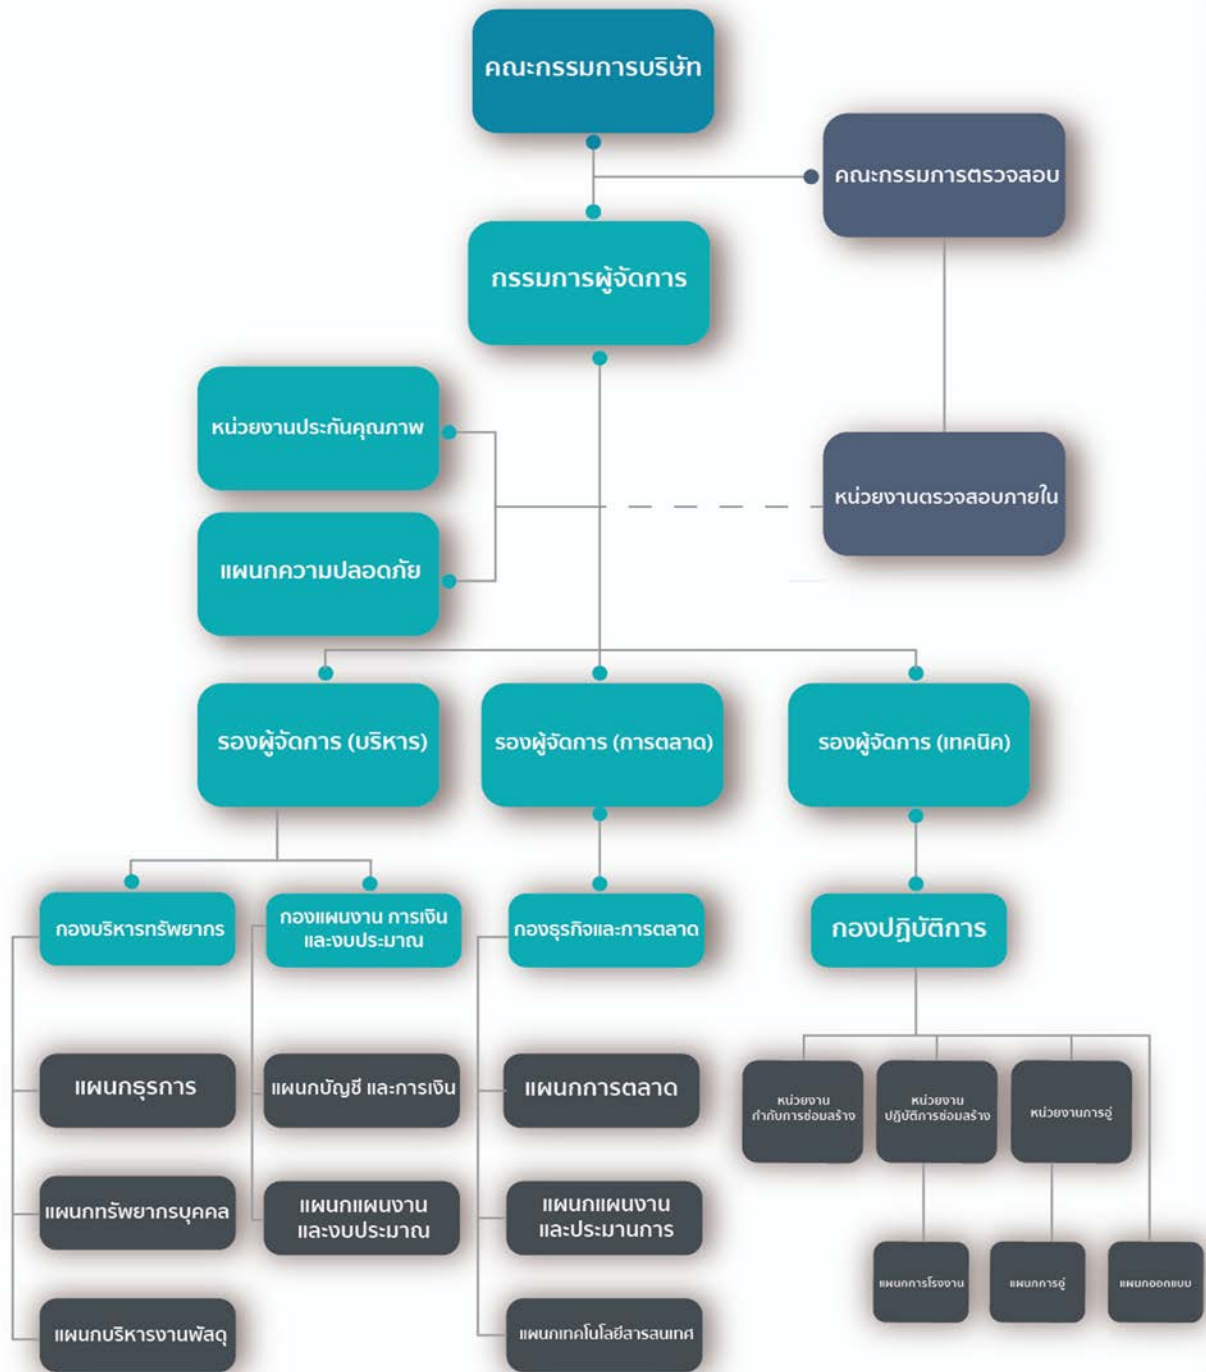 คณะกรรมการบริษัท
คณะกรรมการตรวจสอบ
กรรมการผู้จัดการ
หน่วยงานประกันคุณภาพ
หน่วยงานตรวจสอบภายใน
แผนกความปลอดภัย
รองผู้จัดการ (บริหาร)
รองผู้จัดการ (การตลาด)
รองผู้จัดการ (เทคนิค)
กองบริหารทรัพยากร
กองแผนงาน การเงิน
และงบประมาณ
กองธุรกิจและการตลาด
กองปฏิบัติการ
แผนกธุรการ
แผนกบัญชี และการเงิน
แผนกการตลาด
หน่วยงาน
กำกับการซ่อมสร้าง
หน่วยงาน
ปฏิบัติการซ่อมสร้าง
หน่วยงานการอู่
แผนกทรัพยากรบุคคล
แผนกแผนงาน
และงบประมาณ
แผนกแผนงาน
และประมานการ
แผนกการโรงงาน
แผนกการอู่
แผนกออกแบบ
แผนกบริหารงานพัสดุ
แผนกเทคโนโลยีสารสนเทศ